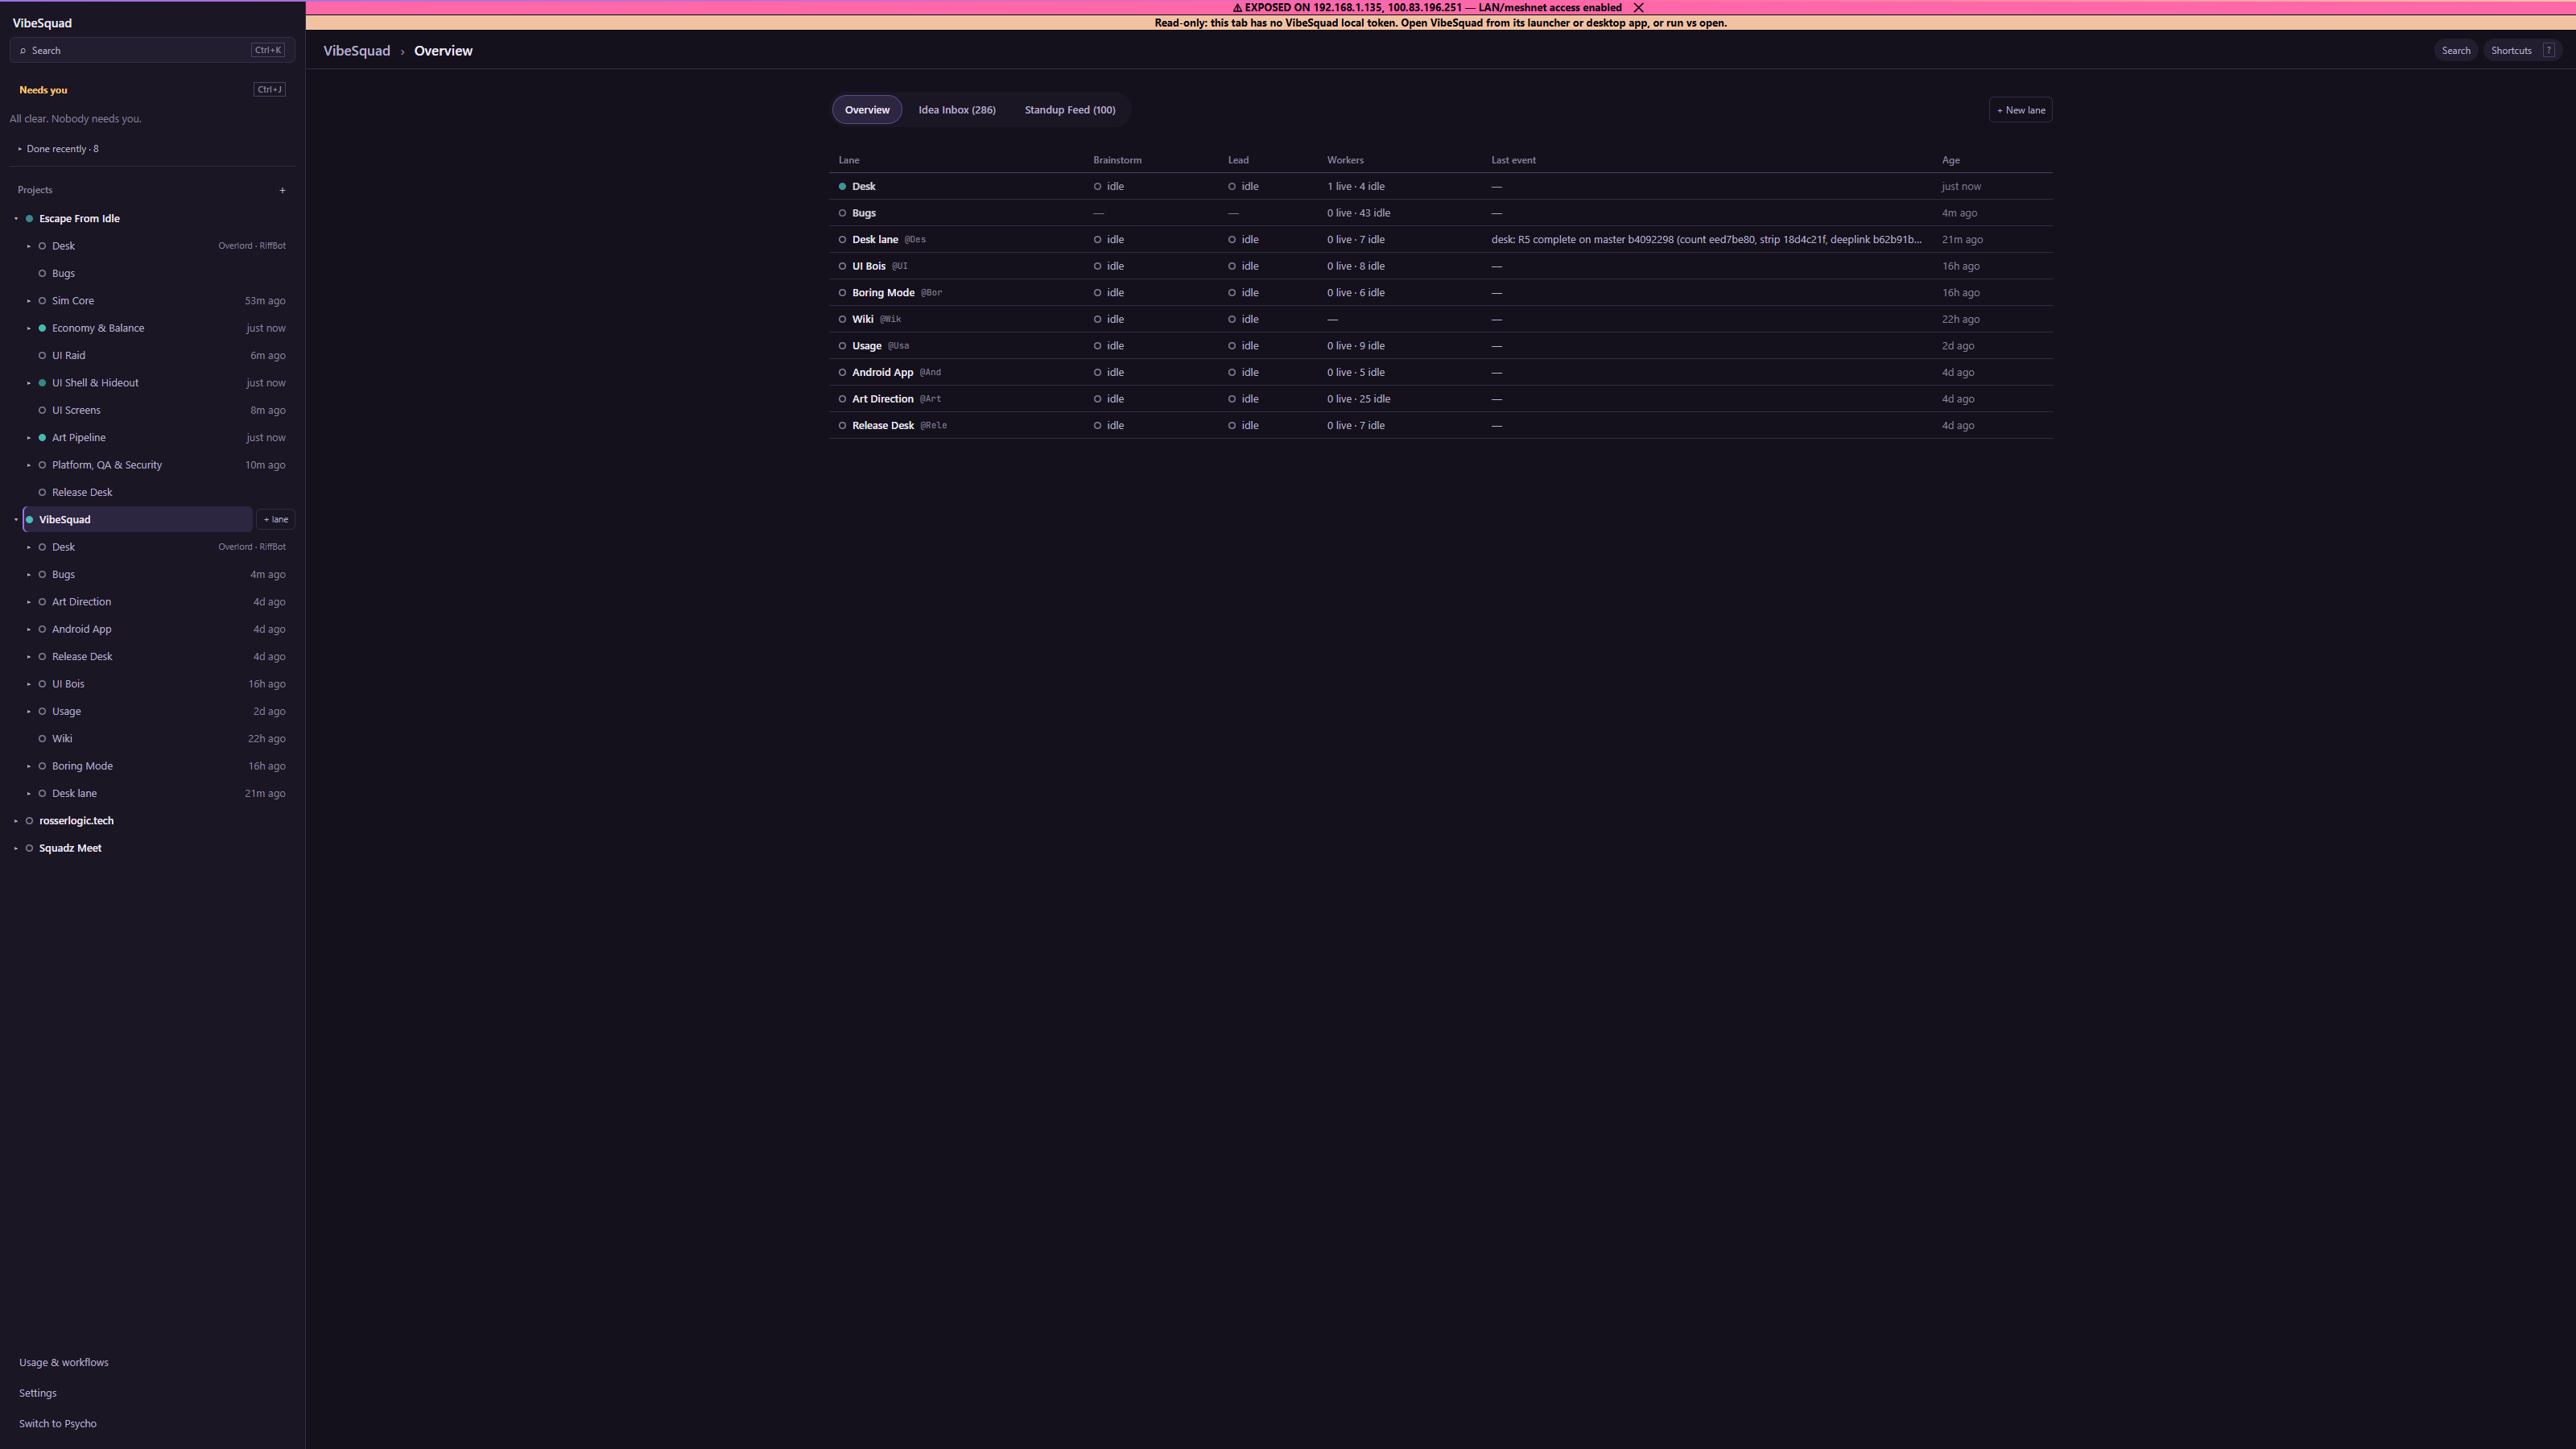 VibeSquad
Search Ctrl+K
Needs you Ctrl+J
All clear. Nobody needs you.
▸ Done recently · 8
Projects +
▾ Escape From Idle
▸ Desk Overlord · RiffBot
Bugs
▸ Sim Core 53m ago
▸ Economy & Balance just now
UI Raid 6m ago
▸ UI Shell & Hideout just now
UI Screens 8m ago
▸ Art Pipeline just now
▸ Platform, QA & Security 10m ago
Release Desk
▾ VibeSquad + lane
▸ Desk Overlord · RiffBot
▸ Bugs 4m ago
▸ Art Direction 4d ago
▸ Android App 4d ago
▸ Release Desk 4d ago
▸ UI Bois 16h ago
▸ Usage 2d ago
Wiki 22h ago
▸ Boring Mode 16h ago
▸ Desk lane 21m ago
▸ rosserlogic.tech
▸ Squadz Meet
Usage & workflows
Settings
Switch to Psycho
⚠ EXPOSED ON 192.168.1.135, 100.83.196.251 — LAN/meshnet access enabled ✕
Read-only: this tab has no VibeSquad local token. Open VibeSquad from its launcher or desktop app, or run vs open.
VibeSquad › Overview Search Shortcuts ?
Overview Idea Inbox (286) Standup Feed (100) + New lane
Lane Brainstorm Lead Workers Last event Age
Desk idle idle 1 live · 4 idle — just now
Bugs — — 0 live · 43 idle — 4m ago
Desk lane @Des idle idle 0 live · 7 idle desk: R5 complete on master b4092298 (count eed7be80, strip 18d4c21f, deeplink b62b91b... 21m ago
UI Bois @UI idle idle 0 live · 8 idle — 16h ago
Boring Mode @Bor idle idle 0 live · 6 idle — 16h ago
Wiki @Wik idle idle — — 22h ago
Usage @Usa idle idle 0 live · 9 idle — 2d ago
Android App @And idle idle 0 live · 5 idle — 4d ago
Art Direction @Art idle idle 0 live · 25 idle — 4d ago
Release Desk @Rele idle idle 0 live · 7 idle — 4d ago